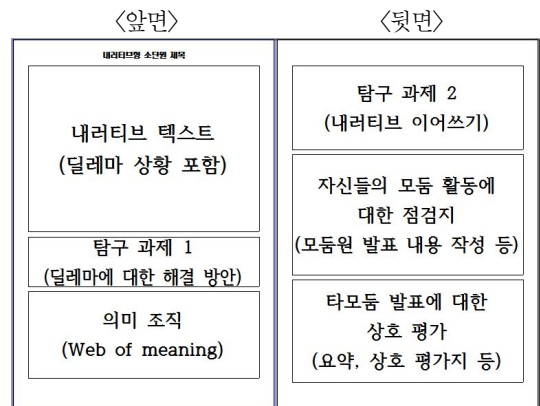 <앞면>
내러티브형 소단원 제목
내러티브 텍스트
(딜레마 상황 포함)
탐구 과제 1
(딜레마에 대한 해결 방안)
의미 조직
(Web of meaning)
<뒷면>
탐구 과제 2
(내러티브 이어쓰기)
자신들의 모둠 활동에
대한 점검지
(모둠원 발표 내용 작성 등)
타모둠 발표에 대한
상호 평가
(요약, 상호 평가지 등)